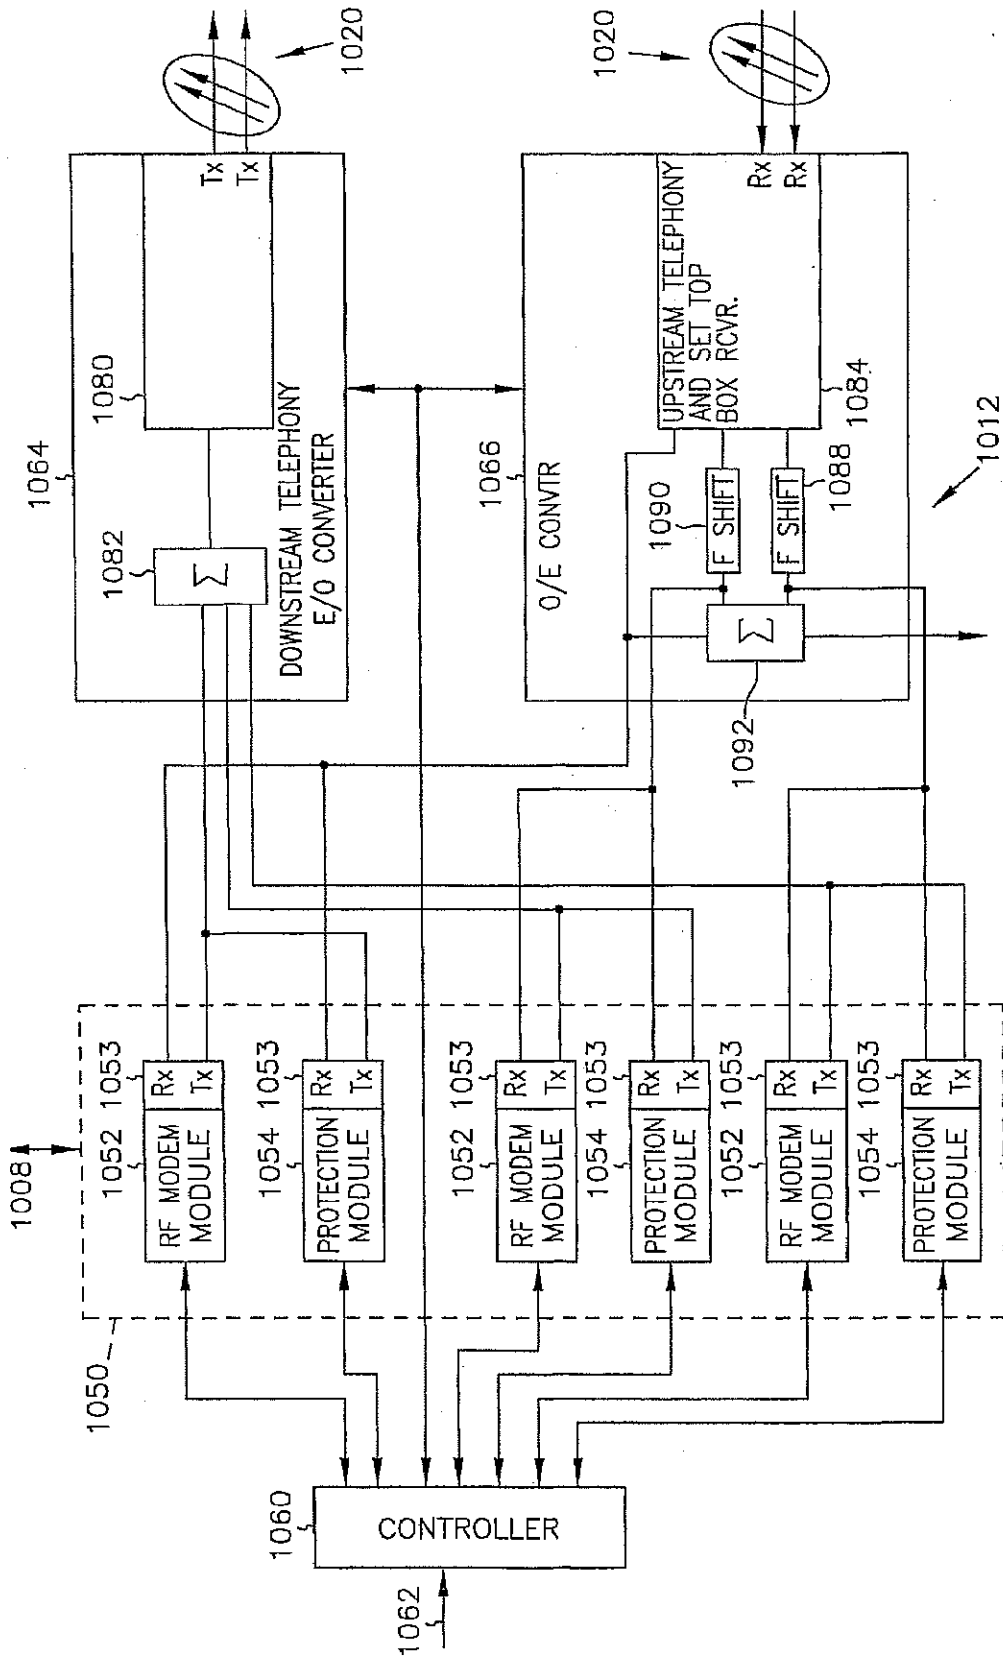 1008
1050
1052
1053
RF MODEM
MODULE
Rx
Tx
1054
1053
PROTECTION
MODULE
Rx
Tx
1052
1053
RF MODEM
MODULE
Rx
Tx
1054
1053
PROTECTION
MODULE
Rx
Tx
1052
1053
RF MODEM
MODULE
Rx
Tx
1054
1053
PROTECTION
MODULE
Rx
Tx
1060
CONTROLLER
1062
1064
1082
Σ
1080
DOWNSTREAM TELEPHONY
E/O CONVERTER
Tx
Tx
1020
1066
O/E CONVTR
1090
F SHIFT
F SHIFT
1088
Σ
1092
UPSTREAM TELEPHONY
AND SET TOP
BOX RCVR.
1084
Rx
Rx
1020
1012